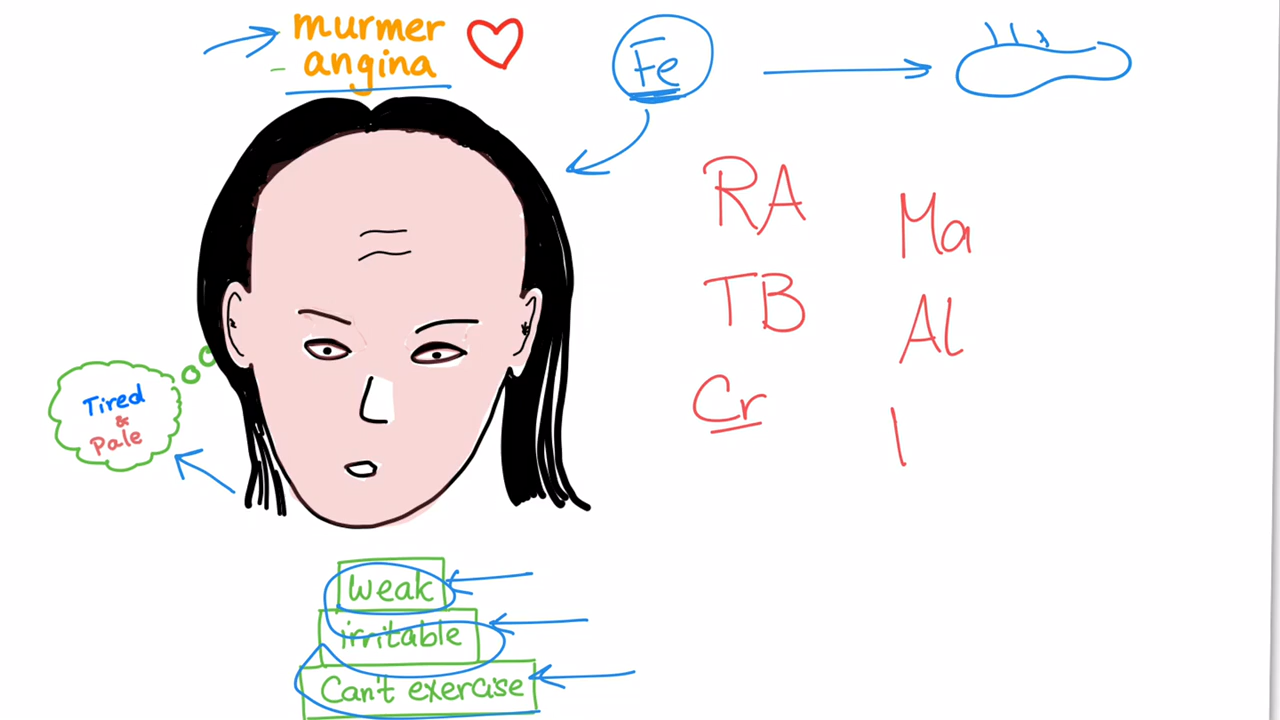 murmer
angina
Fe
RA
Ma
TB
Al
Cr
l
Tired
&
Pale
weak
irritable
Can't exercise